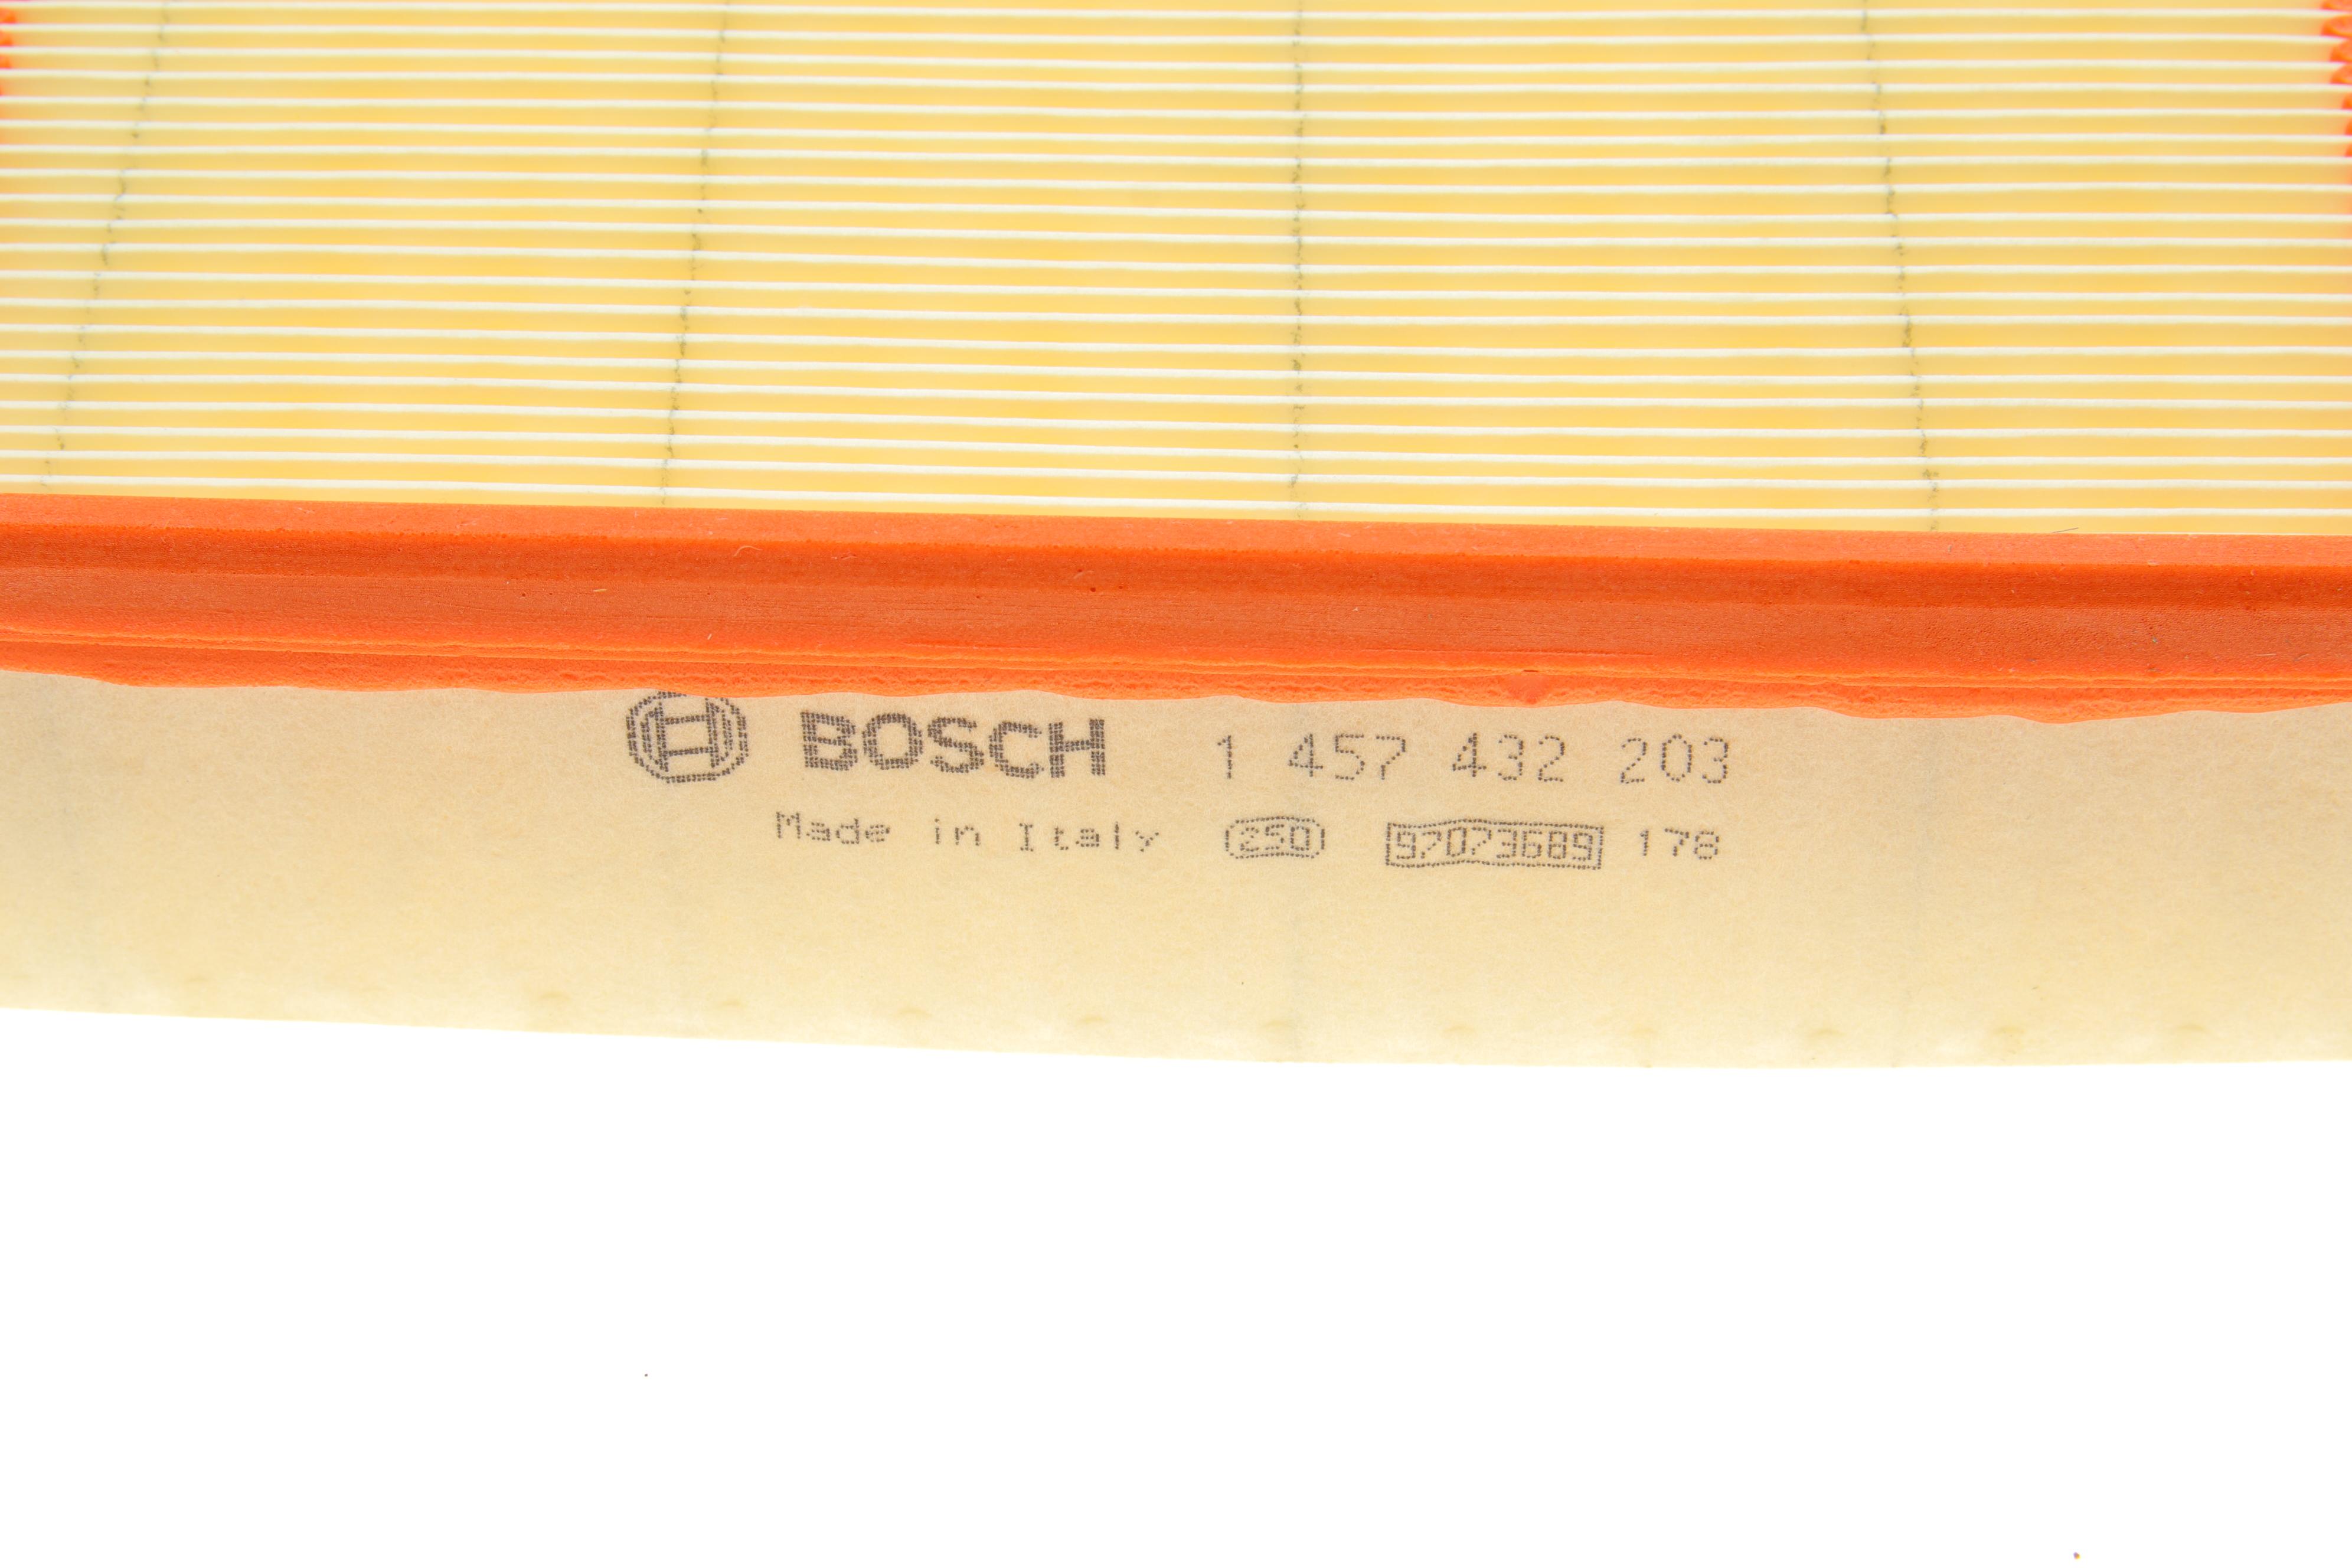 BOSCH 1 457 432 203
Made in Italy 250 97073689 178